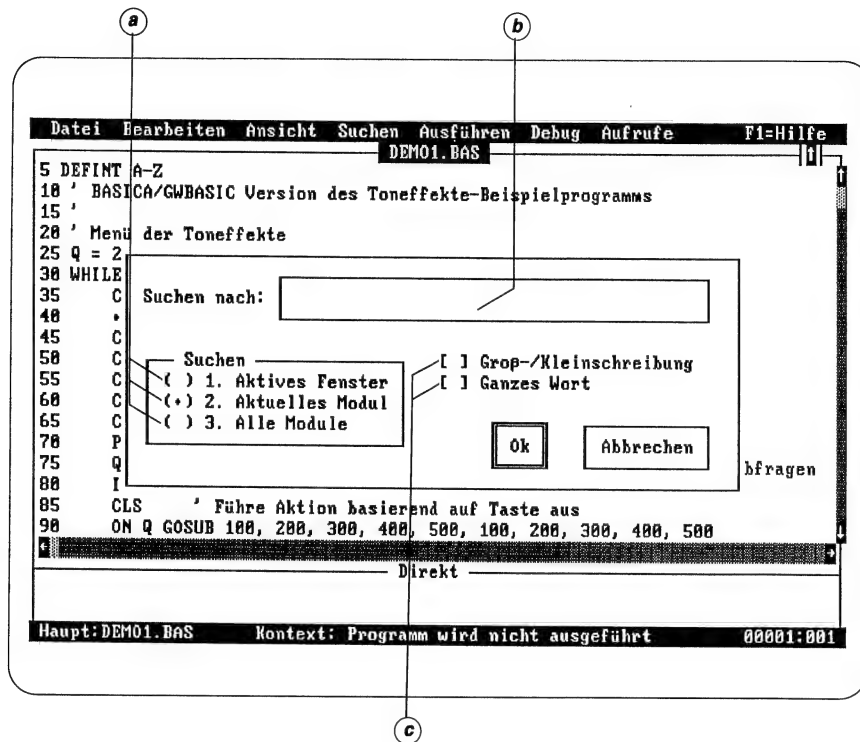 a b
Datei Bearbeiten Ansicht Suchen Ausführen Debug Aufrufe F1=Hilfe
DEMO1.BAS
5 DEFINT A-Z
10 ' BASICA/GWBASIC Version des Toneffekte-Beispielprogramms
15 '
20 ' Menü der Toneffekte
25 Q = 2
30 WHILE
35 C
Suchen nach:
40 '
45 C
50 C
55 C
60 C
65 C
70 P
75 Q
80 I
Suchen
( ) 1. Aktives Fenster
(•) 2. Aktuelles Modul
( ) 3. Alle Module
[ ] Groβ-/Kleinschreibung
[ ] Ganzes Wort
Ok Abbrechen
bfragen
85 CLS ' Führe Aktion basierend auf Taste aus
90 ON Q GOSUB 100, 200, 300, 400, 500, 100, 200, 300, 400, 500
Direkt
Haupt:DEMO1.BAS Kontext: Programm wird nicht ausgeführt 00001:001
c